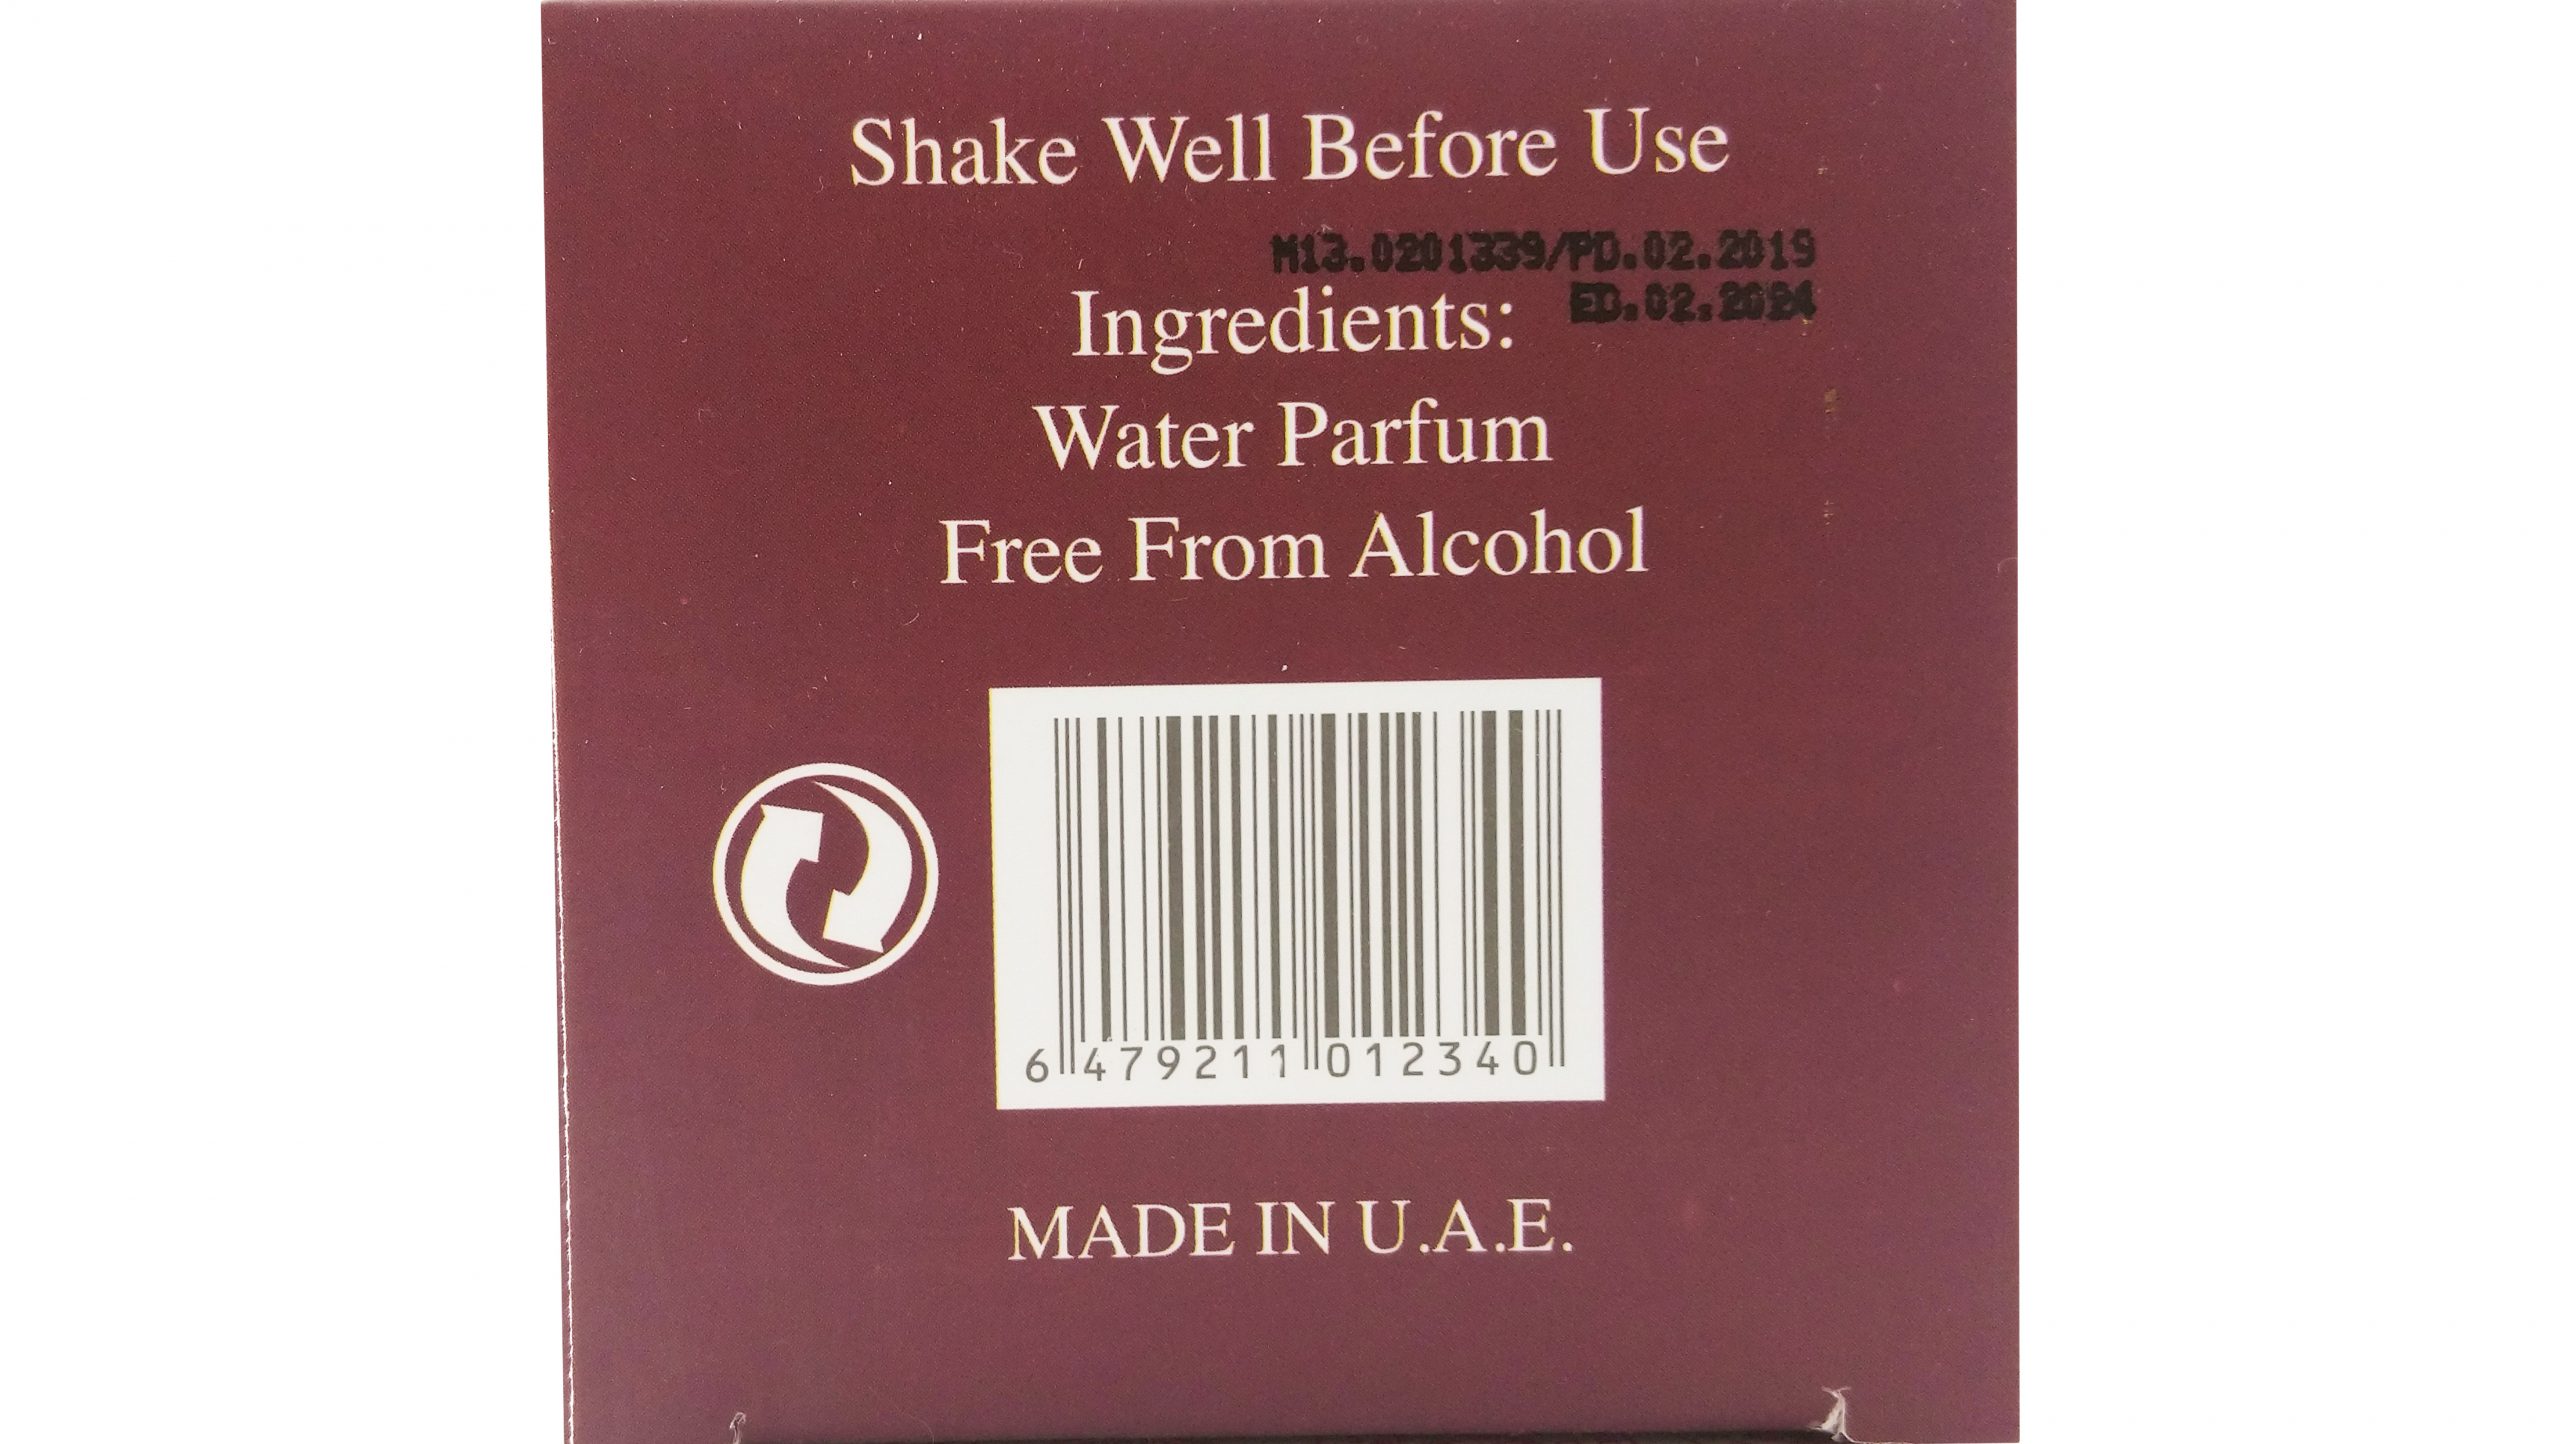 Shake Well Before Use
M13.0201339/PD.02.2019
ED.02.2024
Ingredients:
Water Parfum
Free From Alcohol
6 479211 012340
MADE IN U.A.E.